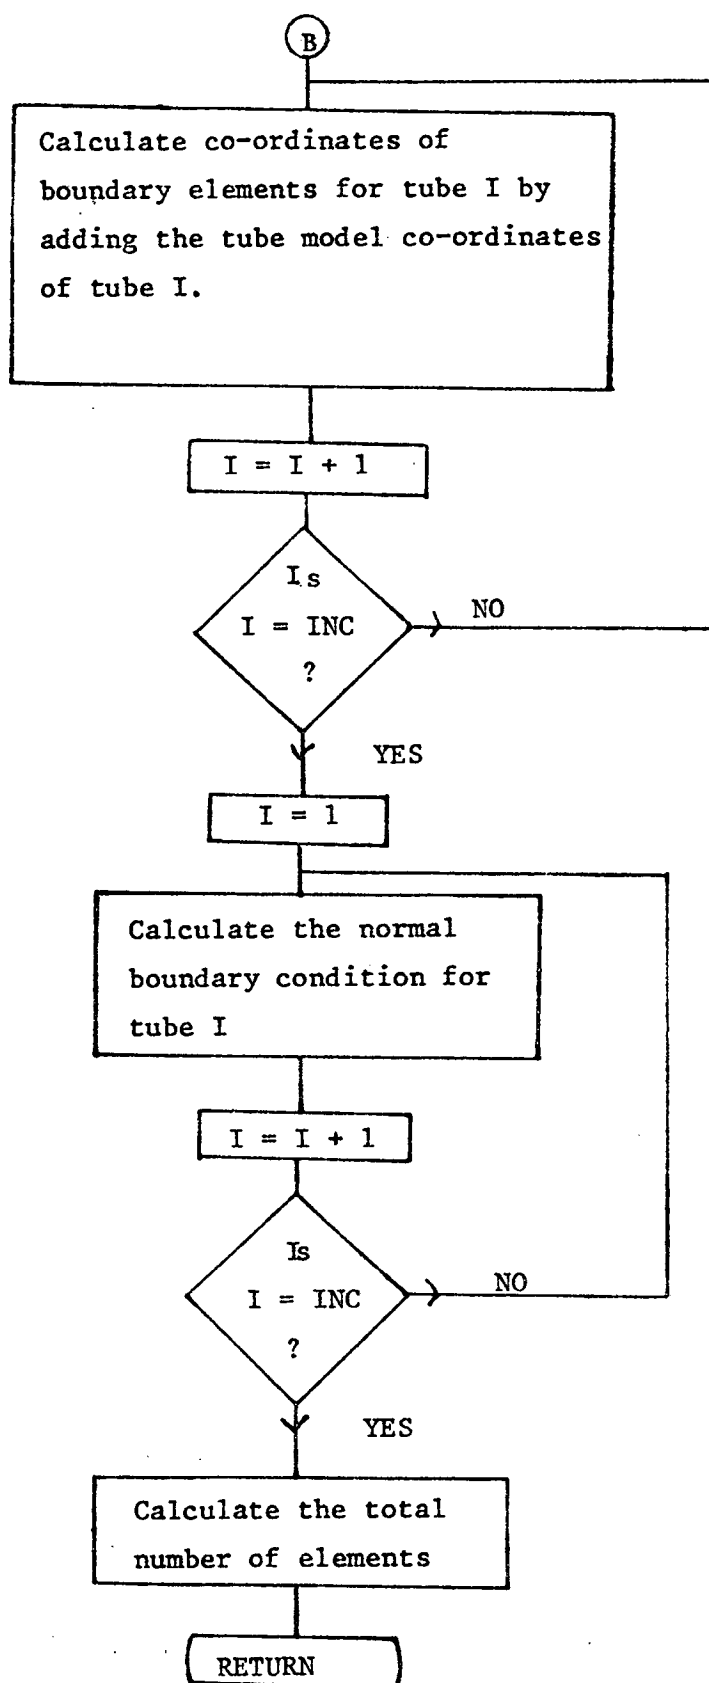 B
Calculate co-ordinates of
boundary elements for tube I by
adding the tube model co-ordinates
of tube I.
I = I + 1
Is
I = INC
?
NO
YES
I = 1
Calculate the normal
boundary condition for
tube I
I = I + 1
Is
I = INC
?
NO
YES
Calculate the total
number of elements
RETURN